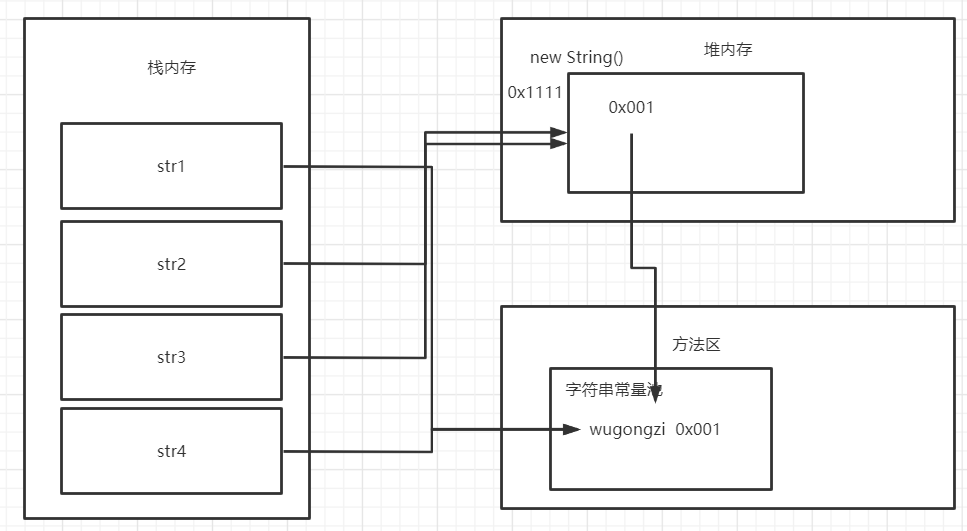 栈内存
str1
str2
str3
str4
堆内存
new String()
0x1111
0x001
方法区
字符串常量池
wugongzi 0x001